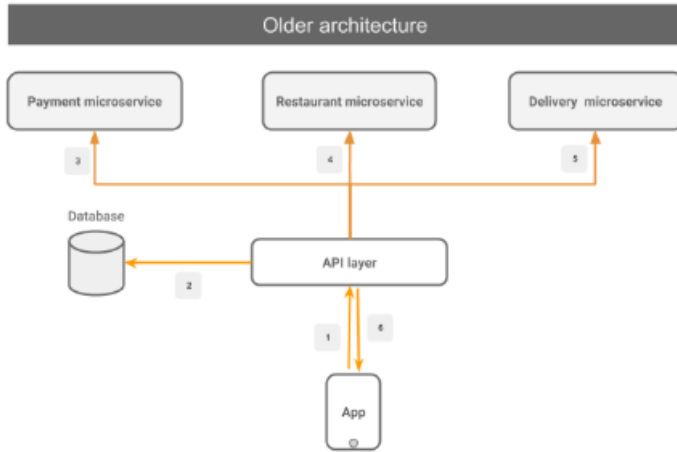 Older architecture
Payment microservice
Restaurant microservice
Delivery microservice
3
4
5
Database
API layer
2
1
6
App